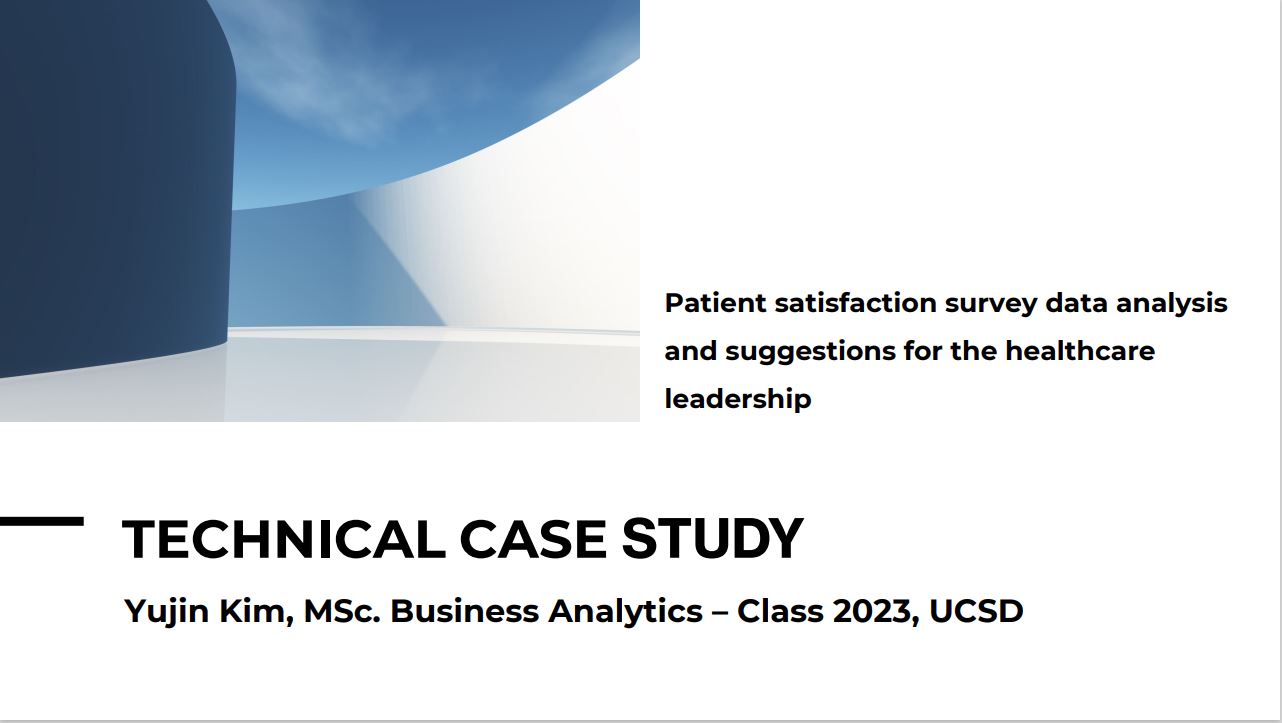 Patient satisfaction survey data analysis
and suggestions for the healthcare
leadership
TECHNICAL CASE STUDY
Yujin Kim, MSc. Business Analytics – Class 2023, UCSD